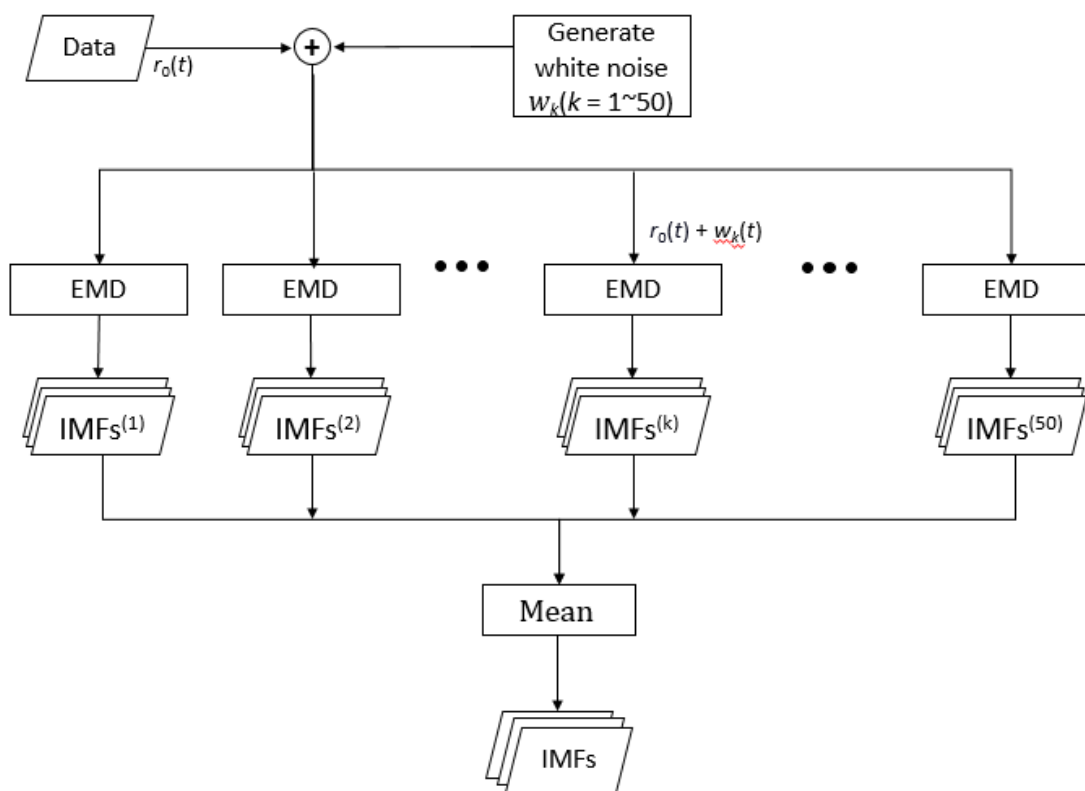 Data
r₀(t)
+
Generate
white noise
wₖ(k = 1~50)
r₀(t) + wₖ(t)
EMD
EMD
EMD
EMD
IMFs⁽¹⁾
IMFs⁽²⁾
IMFs⁽ᵏ⁾
IMFs⁽⁵⁰⁾
Mean
IMFs